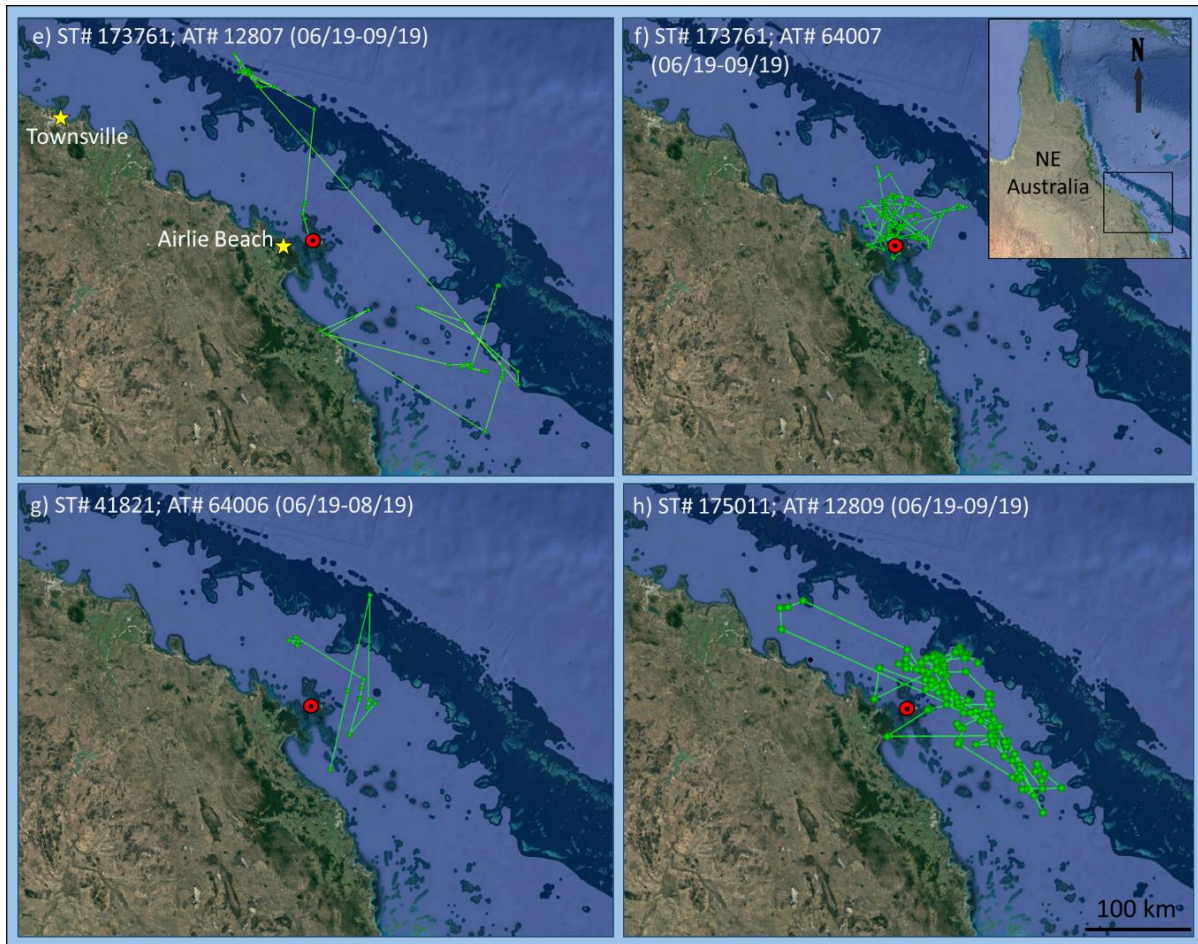 e) ST# 173761; AT# 12807 (06/19-09/19)
Townsville
Airlie Beach
f) ST# 173761; AT# 64007
(06/19-09/19)
N
NE
Australia
g) ST# 41821; AT# 64006 (06/19-08/19)
h) ST# 175011; AT# 12809 (06/19-09/19)
100 km